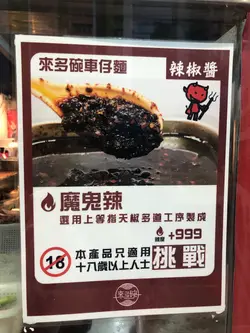 來多碗車仔麵
辣椒醬
魔鬼辣
選用上等指天椒多道工序製成
辣度 +999
18
本產品只適用
十八歲以上人士
挑戰